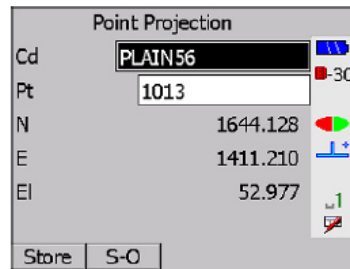 Point Projection
Cd PLAIN56
Pt 1013
-30
N 1644.128
E 1411.210
El 52.977
1
Store S-O